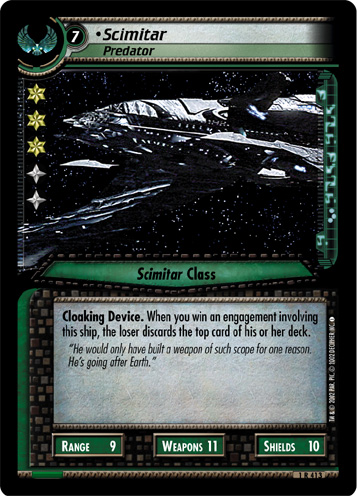 7
•Scimitar
Predator
Scimitar Class
Cloaking Device. When you win an engagement involving
this ship, the loser discards the top card of his or her deck.
"He would only have built a weapon of such scope for one reason.
He's going after Earth."
RANGE 9 WEAPONS 11 SHIELDS 10
1 R 413